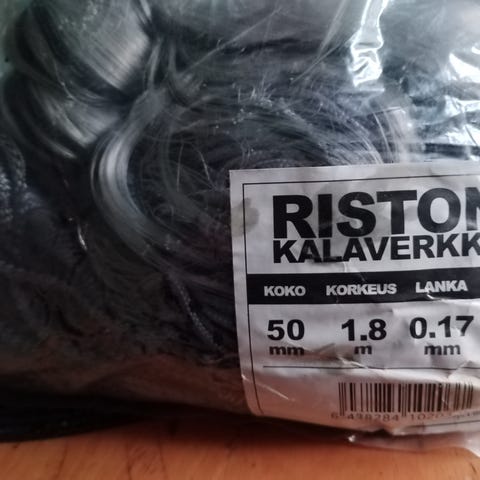 RISTON
KALAVERKK
KOKO KORKEUS LANKA
50 1.8 0.17
mm m mm